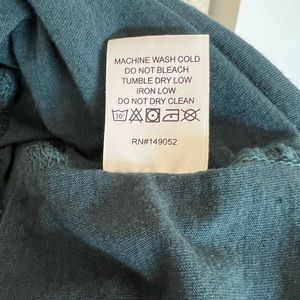 MACHINE WASH COLD
DO NOT BLEACH
TUMBLE DRY LOW
IRON LOW
DO NOT DRY CLEAN
30°
RN#149052